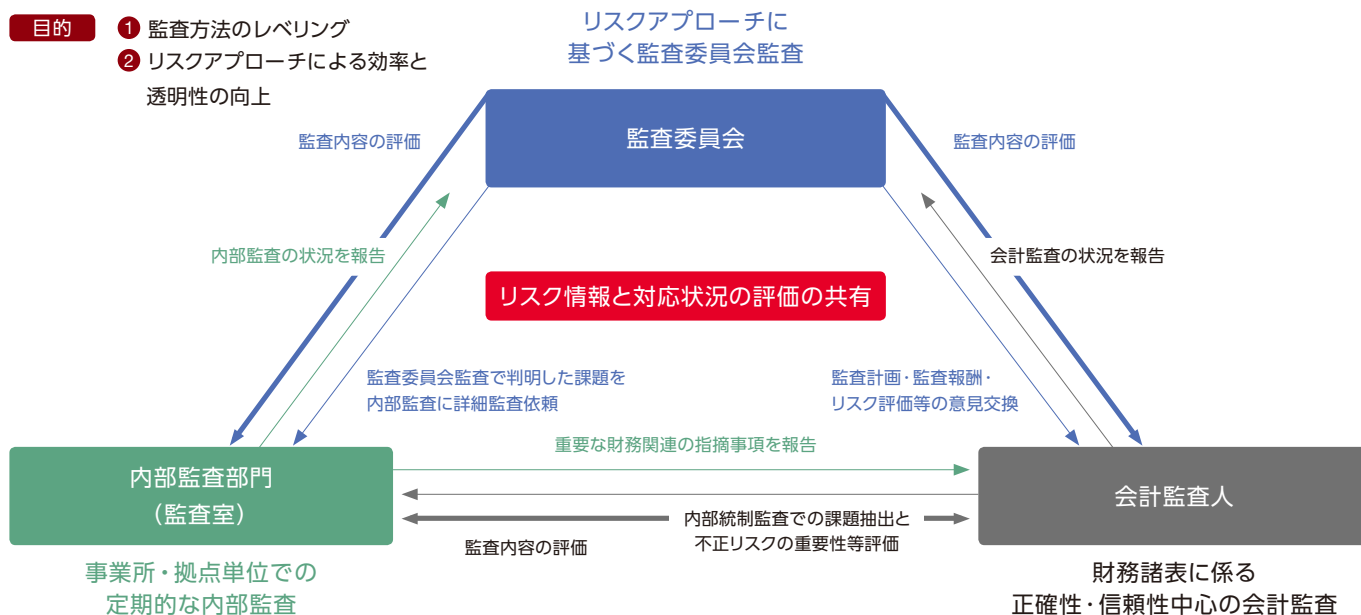 目的
1 監査方法のレベリング
2 リスクアプローチによる効率と
透明性の向上
リスクアプローチに
基づく監査委員会監査
監査委員会
監査内容の評価
監査内容の評価
内部監査の状況を報告
会計監査の状況を報告
リスク情報と対応状況の評価の共有
監査委員会監査で判明した課題を
内部監査に詳細監査依頼
監査計画・監査報酬・
リスク評価等の意見交換
重要な財務関連の指摘事項を報告
内部監査部門
（監査室）
会計監査人
内部統制監査での課題抽出と
不正リスクの重要性等評価
監査内容の評価
事業所・拠点単位での
定期的な内部監査
財務諸表に係る
正確性・信頼性中心の会計監査